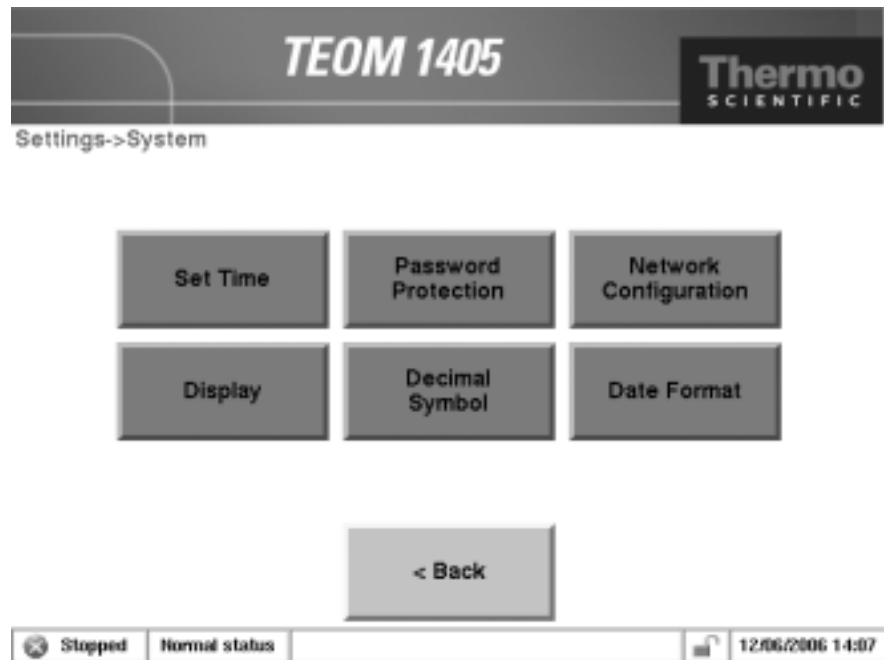 TEOM 1405
Thermo
SCIENTIFIC
Settings->System
Set Time
Password
Protection
Network
Configuration
Display
Decimal
Symbol
Date Format
< Back
Stopped
Normal status
12/06/2006 14:07